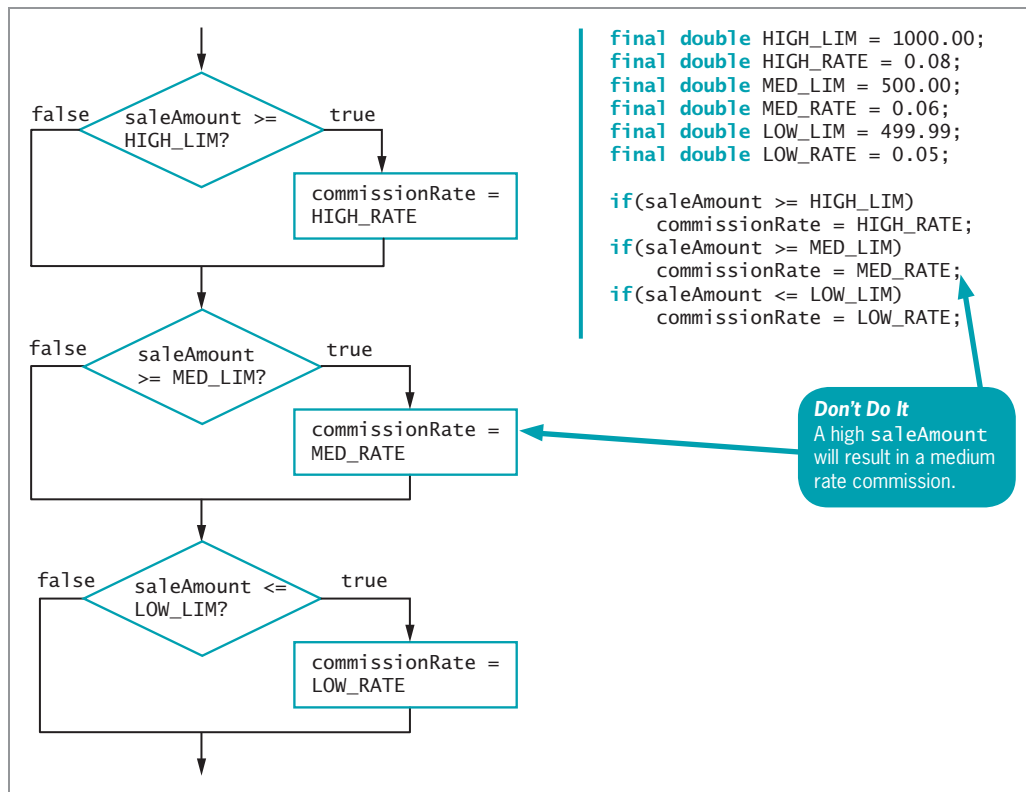 saleAmount >=
HIGH_LIM?
false
true
commissionRate =
HIGH_RATE
saleAmount
>= MED_LIM?
false
true
commissionRate =
MED_RATE
saleAmount <=
LOW_LIM?
false
true
commissionRate =
LOW_RATE
final double HIGH_LIM = 1000.00;
final double HIGH_RATE = 0.08;
final double MED_LIM = 500.00;
final double MED_RATE = 0.06;
final double LOW_LIM = 499.99;
final double LOW_RATE = 0.05;
if(saleAmount >= HIGH_LIM)
commissionRate = HIGH_RATE;
if(saleAmount >= MED_LIM)
commissionRate = MED_RATE;
if(saleAmount <= LOW_LIM)
commissionRate = LOW_RATE;
Don't Do It
A high saleAmount
will result in a medium
rate commission.